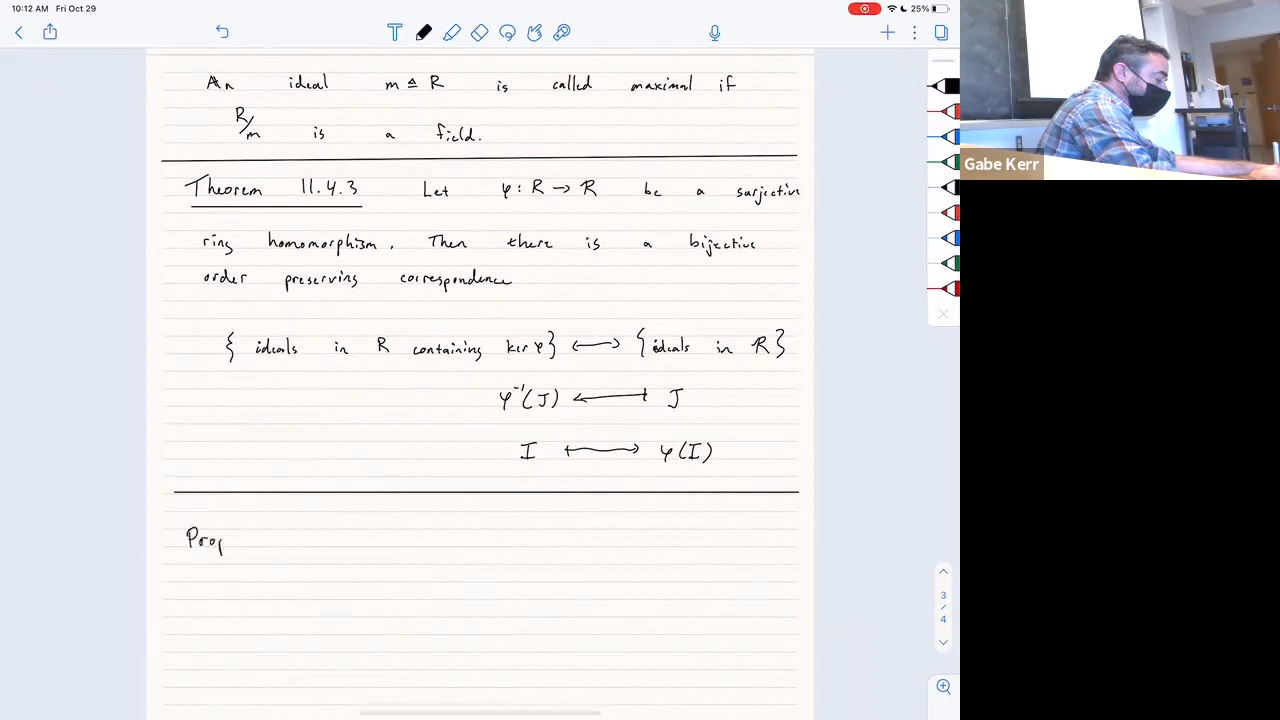 10:12 AM Fri Oct 29
25%
An ideal m ⊴ R is called maximal if
R/m is a field.
Theorem 11.4.3 Let φ: R → ℛ be a surjective
ring homomorphism. Then there is a bijective
order preserving correspondence
{ ideals in R containing ker φ} ⟷ {ideals in ℛ}
φ⁻¹(J) ⟻ J
I ⟼ φ(I)
Prop
3
/
4
Gabe Kerr